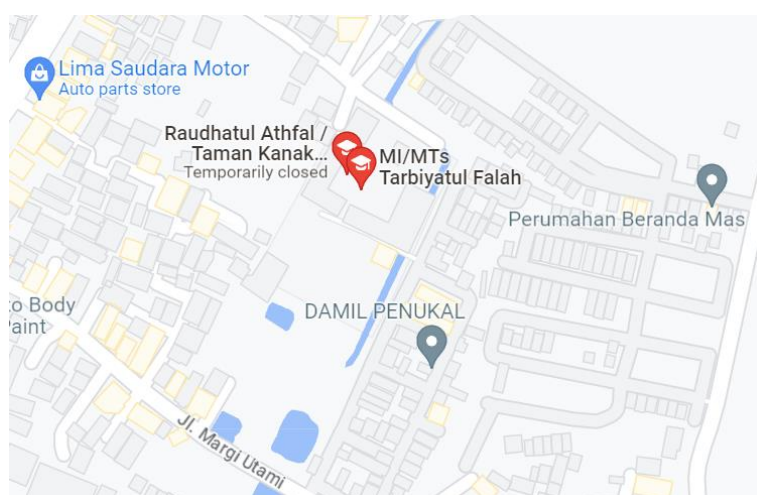 Lima Saudara Motor
Auto parts store
Raudhatul Athfal /
Taman Kanak...
Temporarily closed
MI/MTs
Tarbiyatul Falah
Perumahan Beranda Mas
o Body
Paint
DAMIL PENUKAL
Jl. Margi Utami